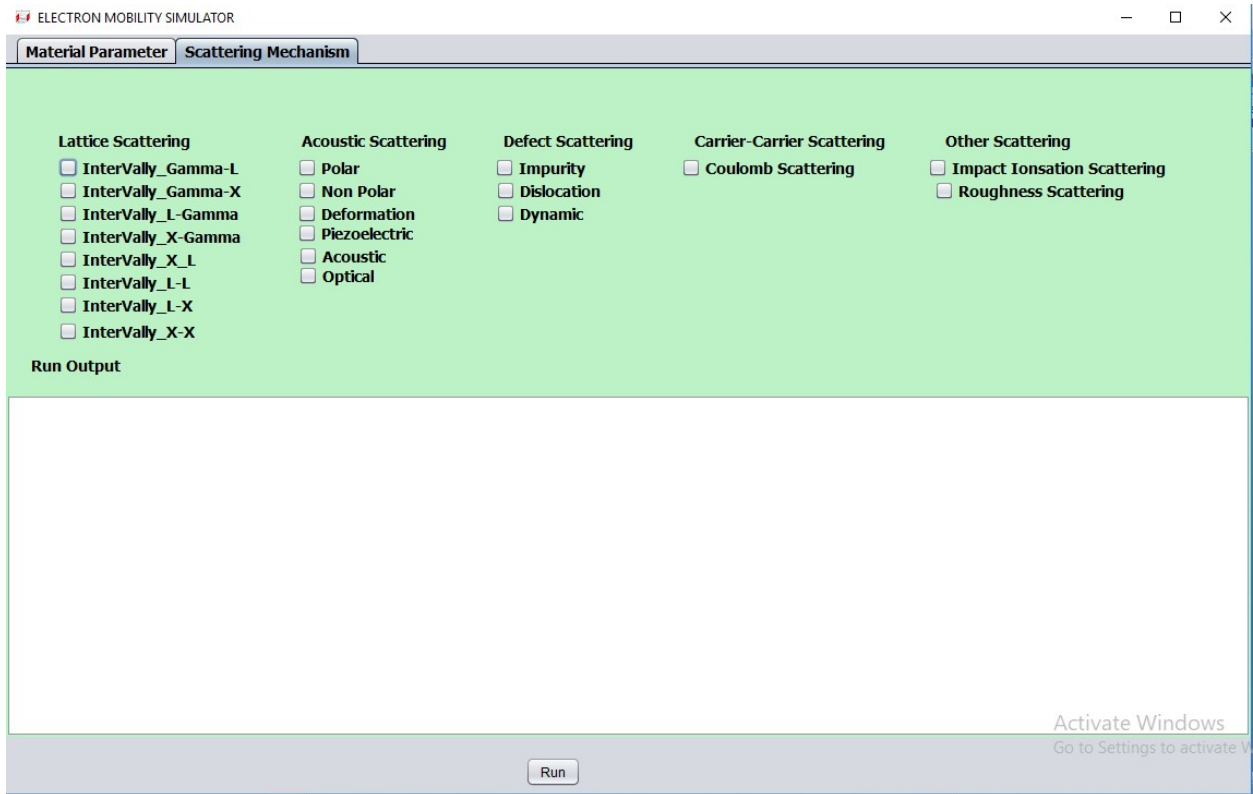 ELECTRON MOBILITY SIMULATOR
Material Parameter Scattering Mechanism
Lattice Scattering Acoustic Scattering Defect Scattering Carrier-Carrier Scattering Other Scattering
InterVally_Gamma-L Polar Impurity Coulomb Scattering Impact Ionsation Scattering
InterVally_Gamma-X Non Polar Dislocation Roughness Scattering
InterVally_L-Gamma Deformation Dynamic
InterVally_X-Gamma Piezoelectric
InterVally_X_L Acoustic
InterVally_L-L Optical
InterVally_L-X
InterVally_X-X
Run Output
Activate Windows
Go to Settings to activate W
Run